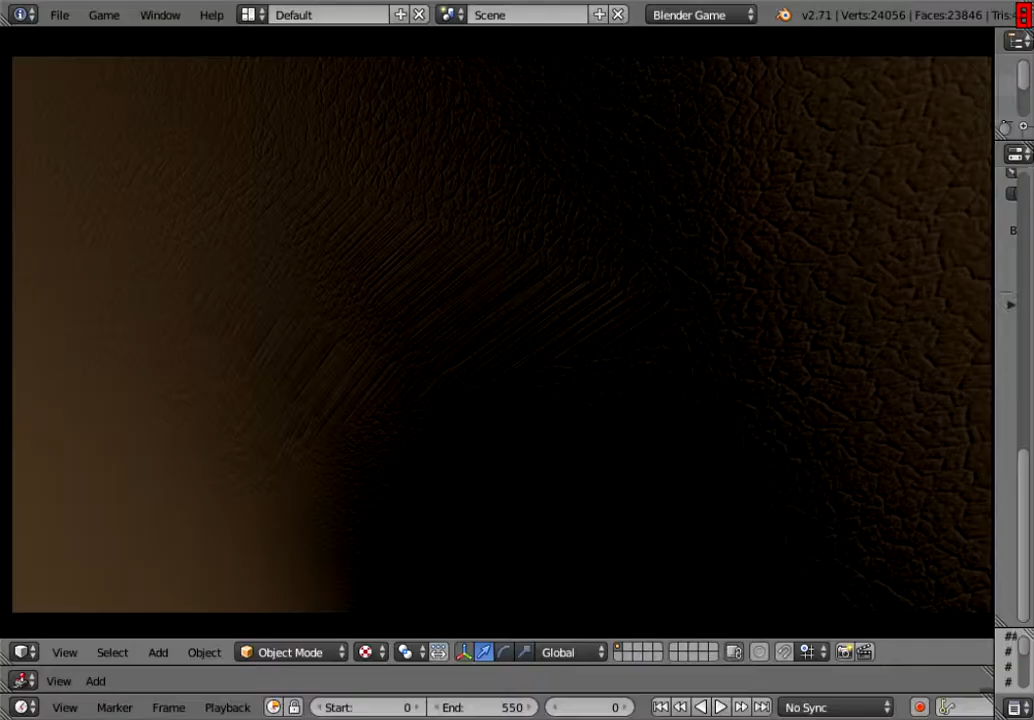 File Game Window Help Default Scene Blender Game v2.71 | Verts:24056 | Faces:23846 | Tris:
B
View Select Add Object Object Mode Global
##
#
#
#
View Add
View Marker Frame Playback Start: 0 End: 550 0 No Sync